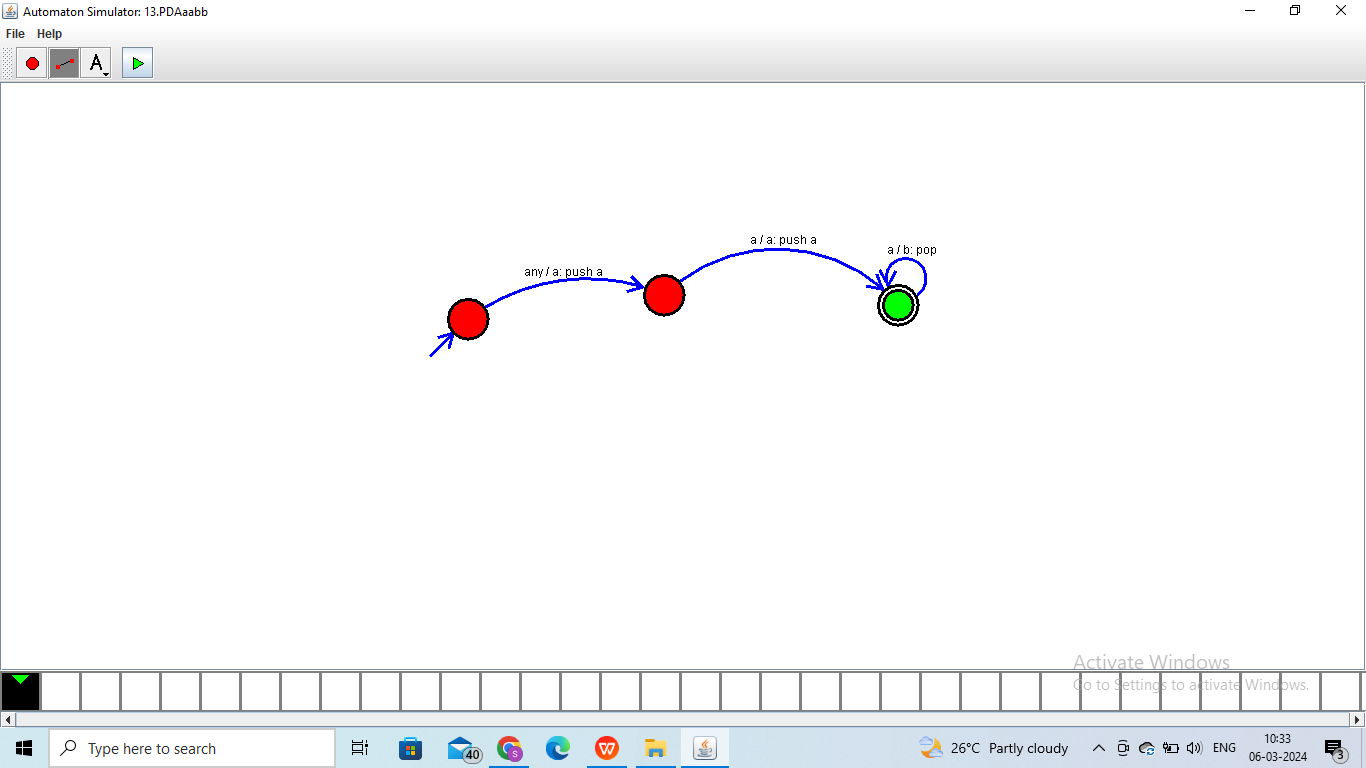 Automaton Simulator: 13.PDAaabb
File Help
A
any / a: push a
a / a: push a
a / b: pop
Activate Windows
Go to Settings to activate Windows.
Type here to search
40
S
W
26°C Partly cloudy
ENG
10:33
06-03-2024
3